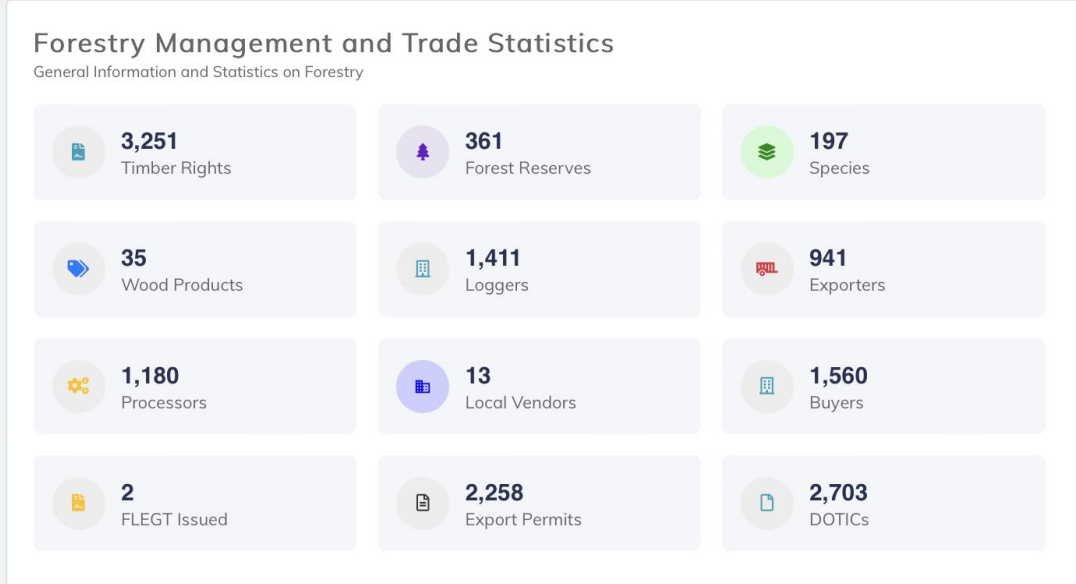 Forestry Management and Trade Statistics
General Information and Statistics on Forestry
3,251
Timber Rights
361
Forest Reserves
197
Species
35
Wood Products
1,411
Loggers
941
Exporters
1,180
Processors
13
Local Vendors
1,560
Buyers
2
FLEGT Issued
2,258
Export Permits
2,703
DOTICs